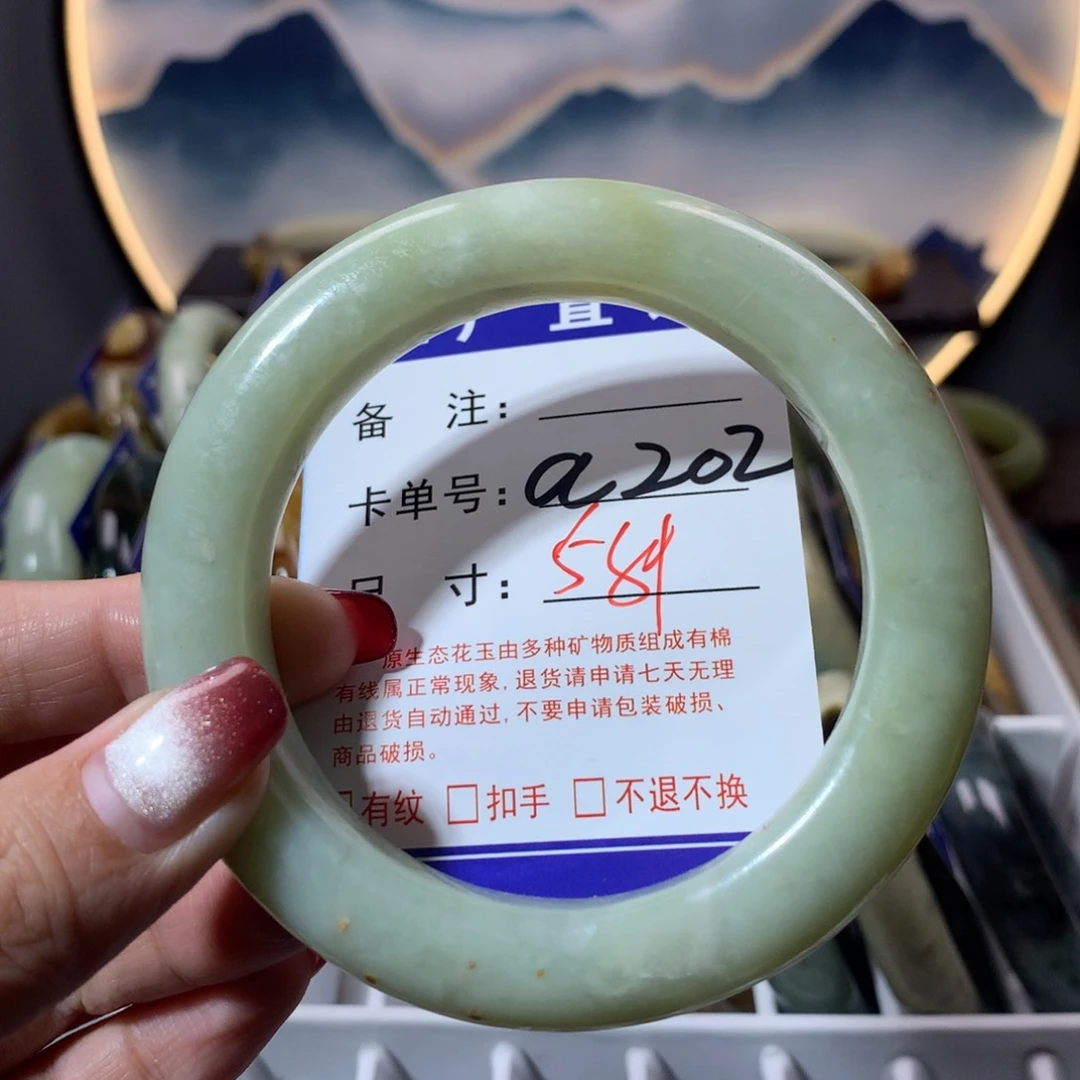 厂直
备 注：
卡单号：a202
尺 寸：584
原生态花玉由多种矿物质组成有棉
有线属正常现象，退货请申请七天无理
由退货自动通过，不要申请包装破损、
商品破损。
□有纹 □扣手 □不退不换